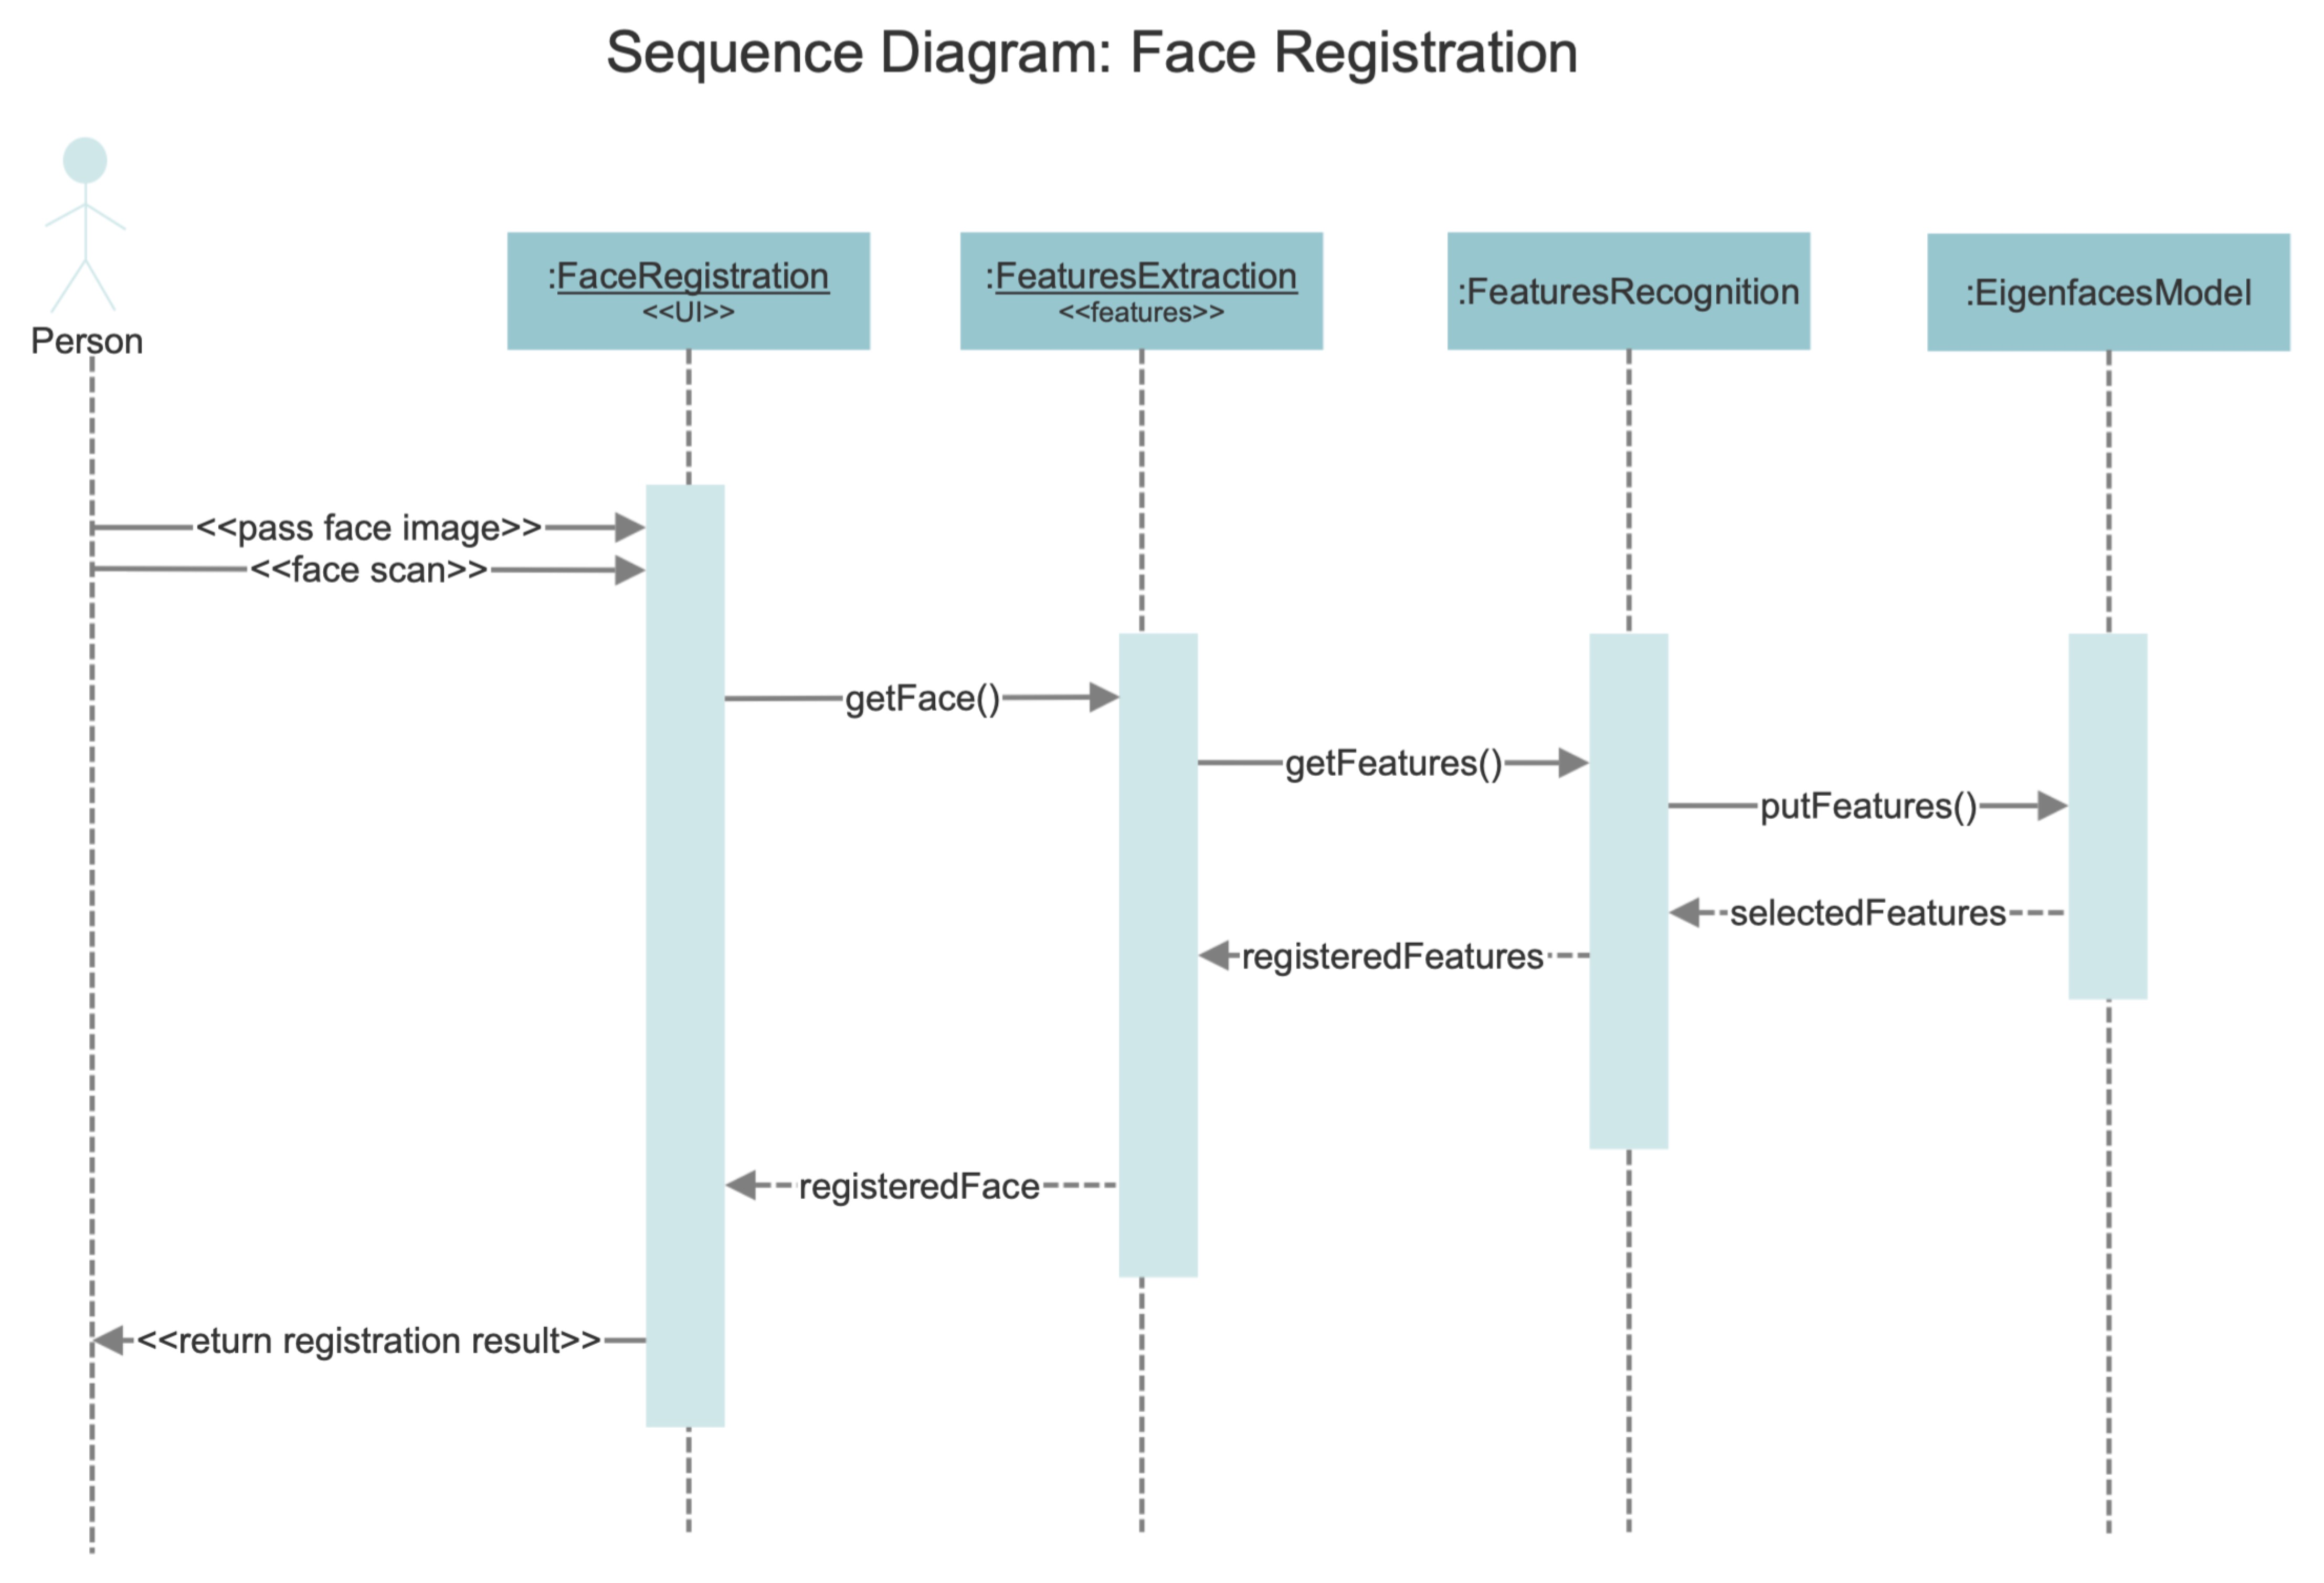 Sequence Diagram: Face Registration
Person
:FaceRegistration
<<UI>>
:FeaturesExtraction
<<features>>
:FeaturesRecognition
:EigenfacesModel
<<pass face image>>
<<face scan>>
getFace()
getFeatures()
putFeatures()
selectedFeatures
registeredFeatures
registeredFace
<<return registration result>>